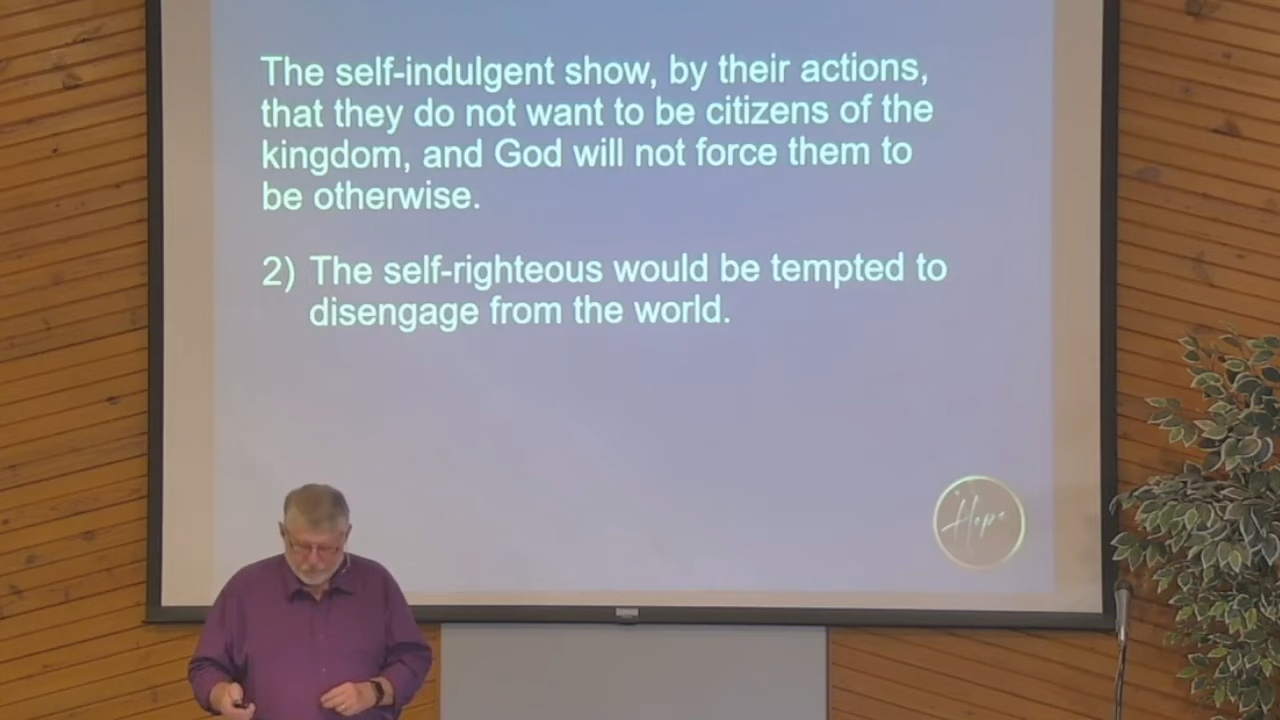 The self-indulgent show, by their actions,
that they do not want to be citizens of the
kingdom, and God will not force them to
be otherwise.
2) The self-righteous would be tempted to
disengage from the world.
Hope